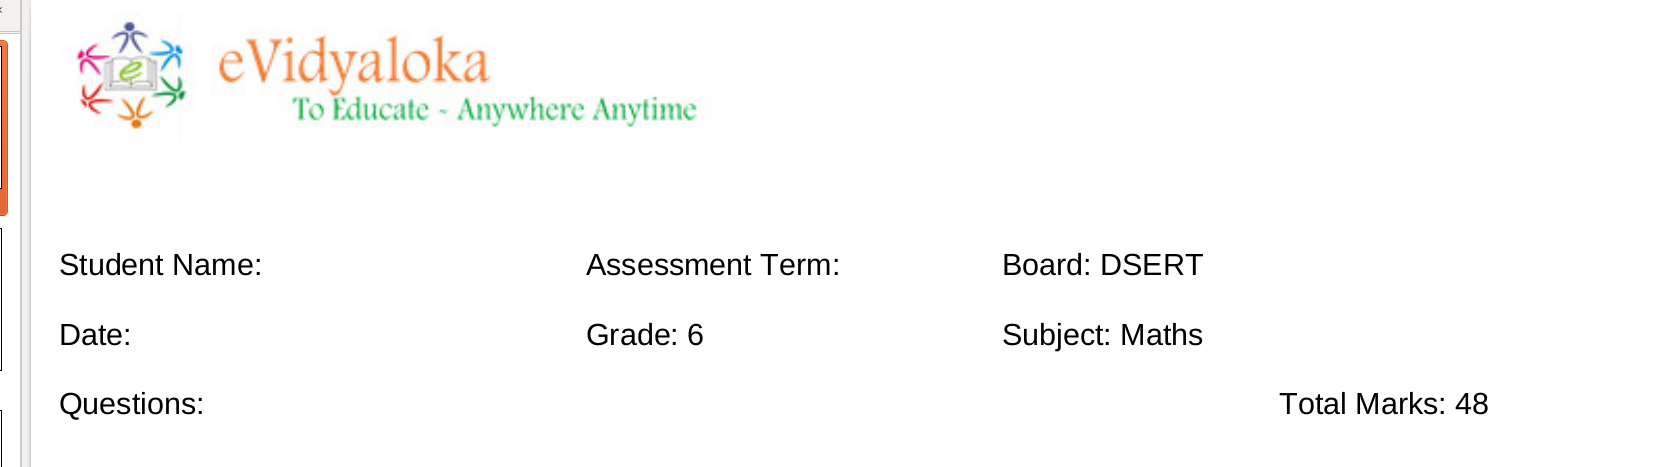 e
eVidyaloka
To Educate - Anywhere Anytime
Student Name: Assessment Term: Board: DSERT
Date: Grade: 6 Subject: Maths
Questions: Total Marks: 48